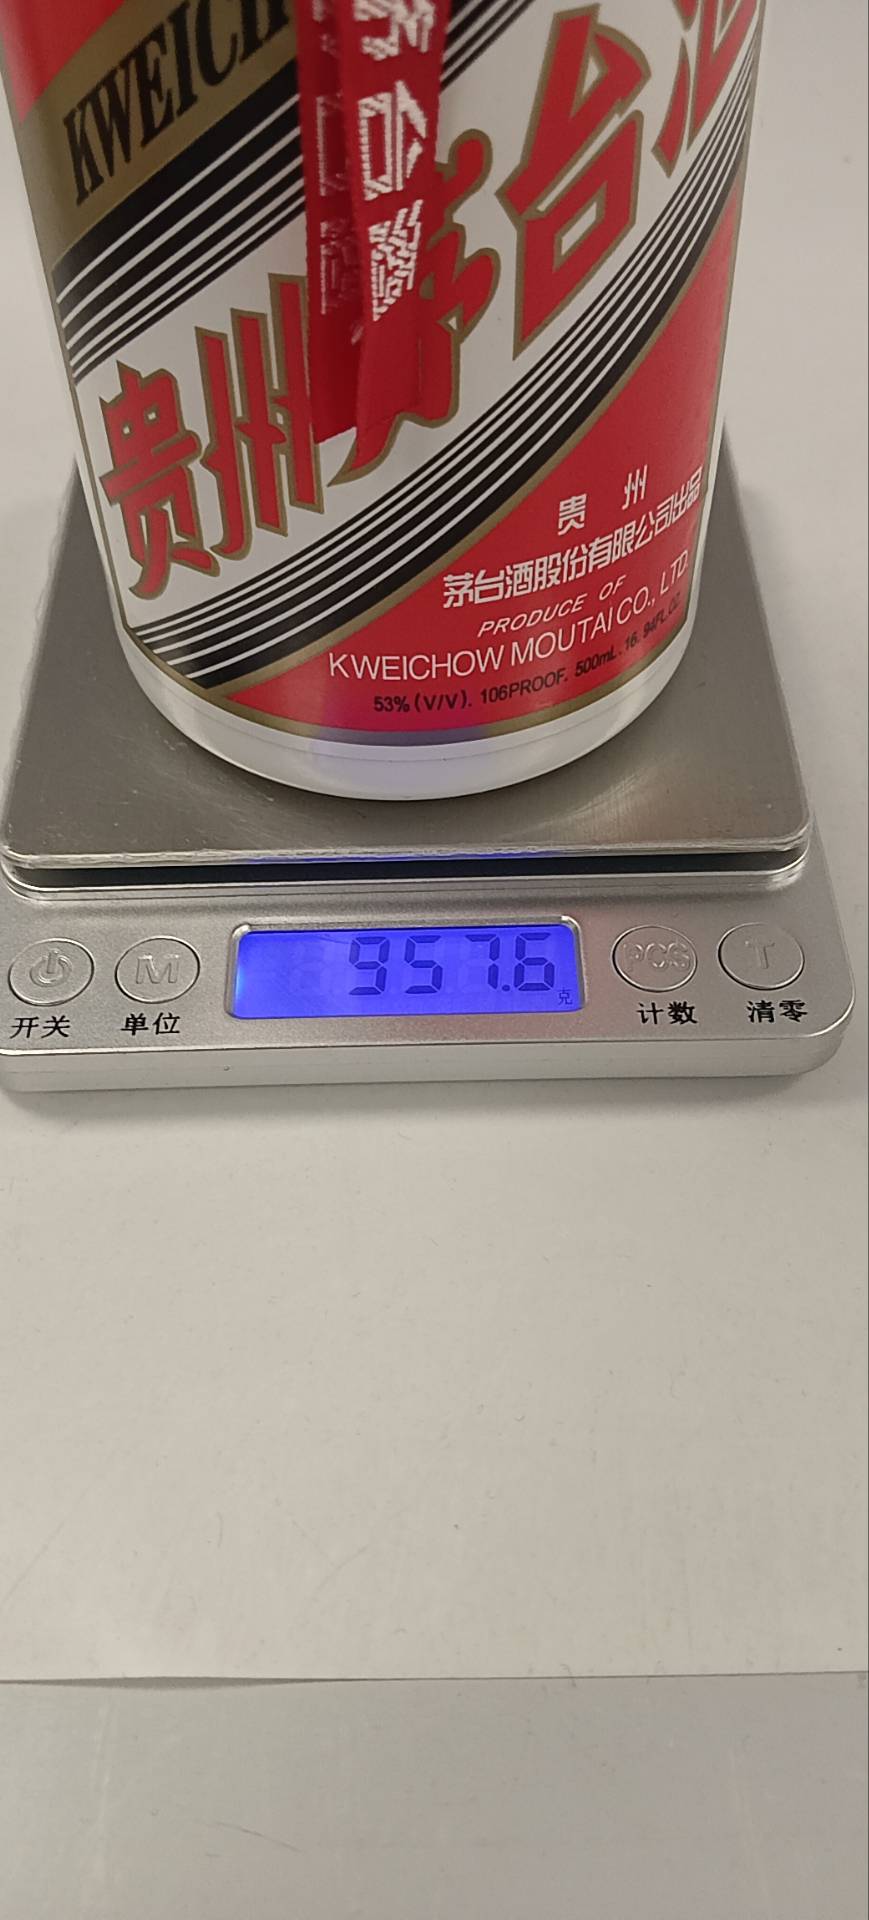 KWEICH
台
贵州茅台酒
贵 州
茅台酒股份有限公司出品
PRODUCE OF
KWEICHOW MOUTAI CO., LTD.
53% (V/V). 106PROOF. 500mL. 16.94FL.OZ.
957.6
克
M
PCS
T
开关
单位
计数
清零